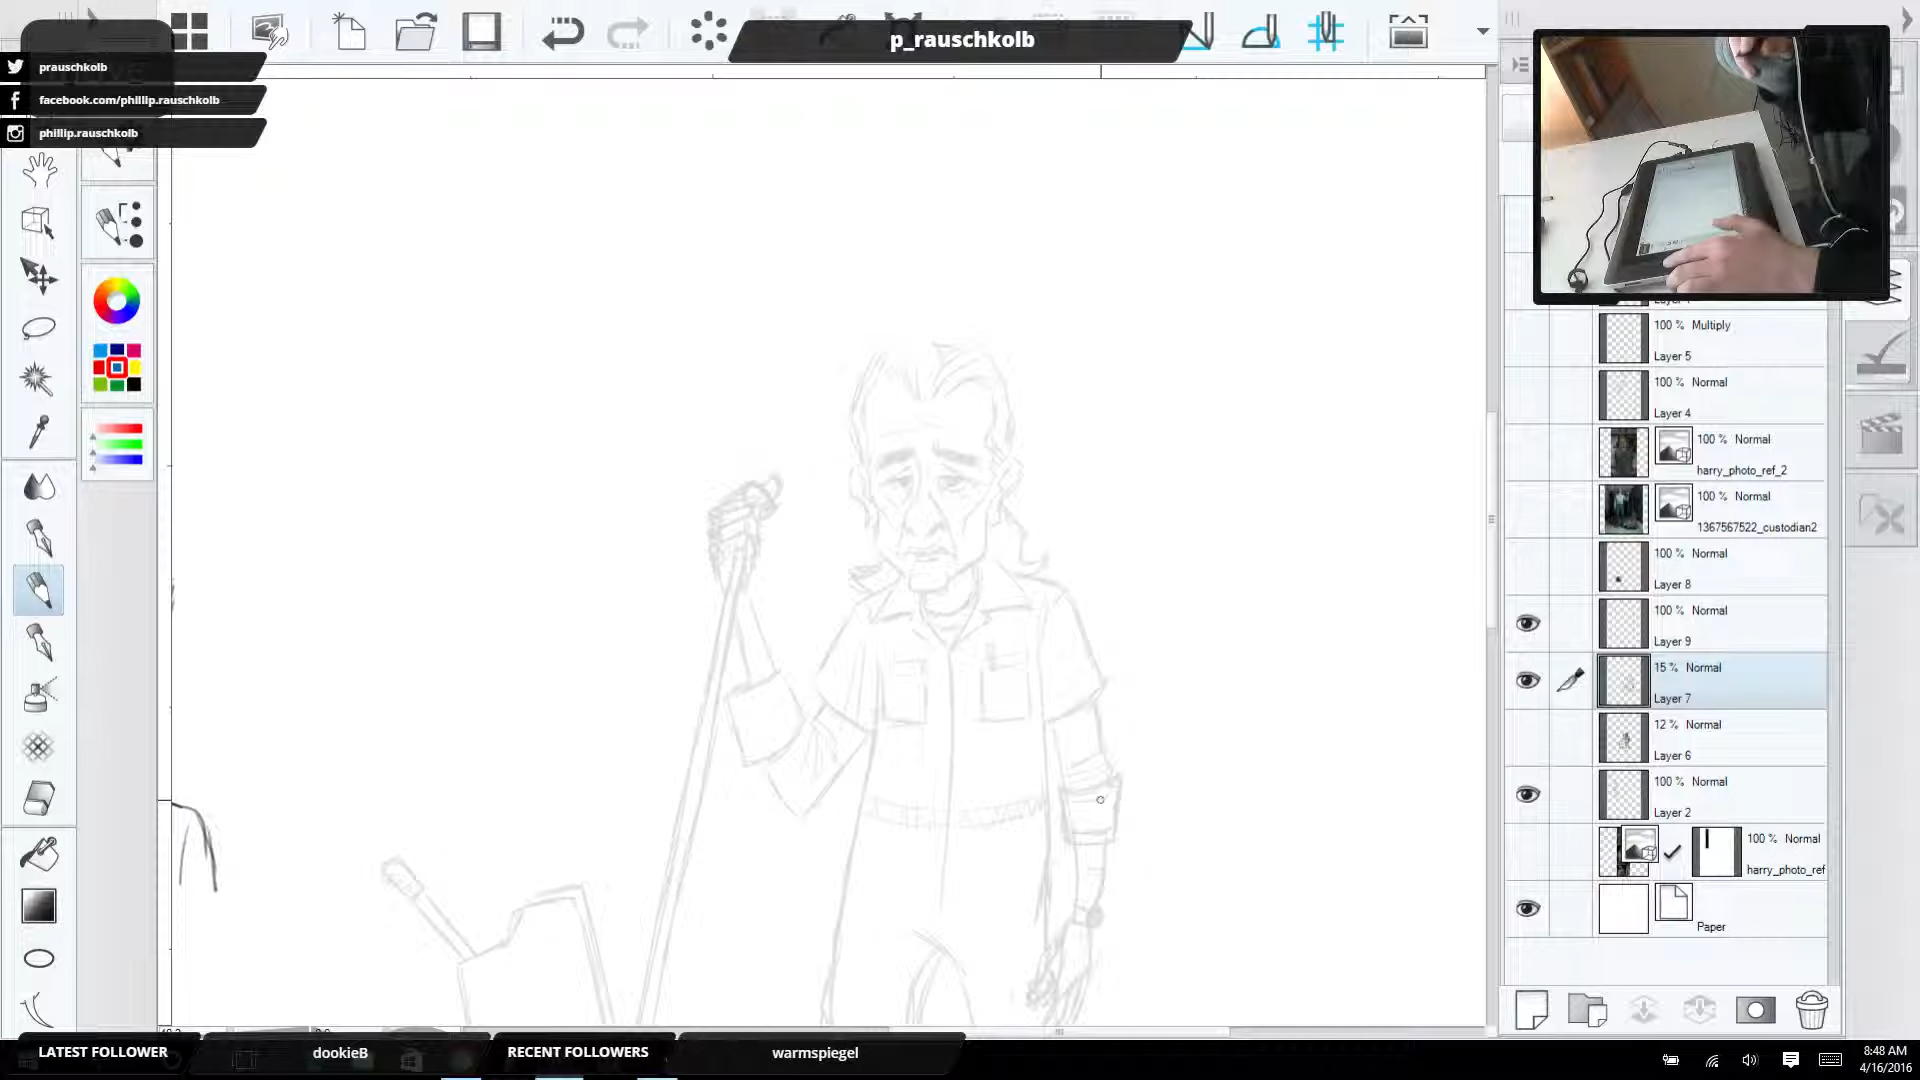 p_rauschkolb
prauschkolb
facebook.com/phillip.rauschkolb
phillip.rauschkolb
100 % Multiply
Layer 5
100 % Normal
Layer 4
100 % Normal
harry_photo_ref_2
100 % Normal
1367567522_custodian2
100 % Normal
Layer 8
100 % Normal
Layer 9
15 % Normal
Layer 7
12 % Normal
Layer 6
100 % Normal
Layer 2
100 % Normal
harry_photo_ref
Paper
LATEST FOLLOWER
dookieB
RECENT FOLLOWERS
warmspiegel
8:48 AM
4/16/2016